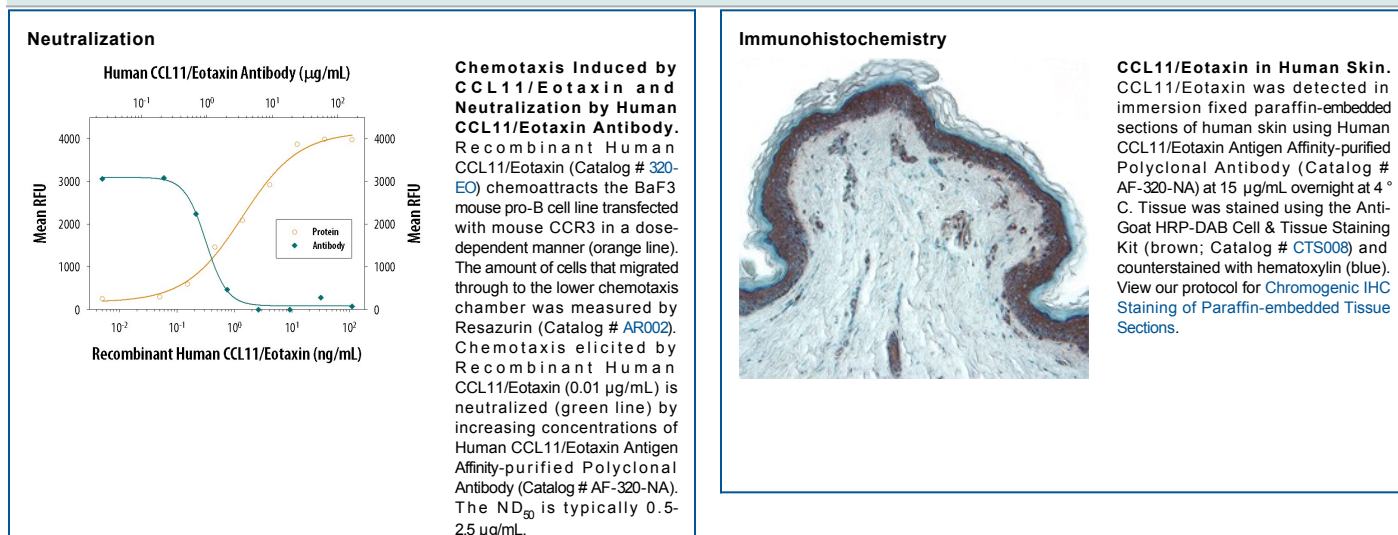 Neutralization
Human CCL11/Eotaxin Antibody (μg/mL)
10-1 100 101 102
Mean RFU
4000
3000
2000
1000
0
Protein
Antibody
4000
3000
2000
1000
0
Mean RFU
10-2 10-1 100 101 102
Recombinant Human CCL11/Eotaxin (ng/mL)
Chemotaxis Induced by
CCL11/Eotaxin and
Neutralization by Human
CCL11/Eotaxin Antibody.
Recombinant Human
CCL11/Eotaxin (Catalog # 320-
EO) chemoattracts the BaF3
mouse pro-B cell line transfected
with mouse CCR3 in a dose-
dependent manner (orange line).
The amount of cells that migrated
through to the lower chemotaxis
chamber was measured by
Resazurin (Catalog # AR002).
Chemotaxis elicited by
Recombinant Human
CCL11/Eotaxin (0.01 µg/mL) is
neutralized (green line) by
increasing concentrations of
Human CCL11/Eotaxin Antigen
Affinity-purified Polyclonal
Antibody (Catalog # AF-320-NA).
The ND50 is typically 0.5-
2.5 µg/mL.
Immunohistochemistry
CCL11/Eotaxin in Human Skin.
CCL11/Eotaxin was detected in
immersion fixed paraffin-embedded
sections of human skin using Human
CCL11/Eotaxin Antigen Affinity-purified
Polyclonal Antibody (Catalog #
AF-320-NA) at 15 µg/mL overnight at 4 °
C. Tissue was stained using the Anti-
Goat HRP-DAB Cell & Tissue Staining
Kit (brown; Catalog # CTS008) and
counterstained with hematoxylin (blue).
View our protocol for Chromogenic IHC
Staining of Paraffin-embedded Tissue
Sections.